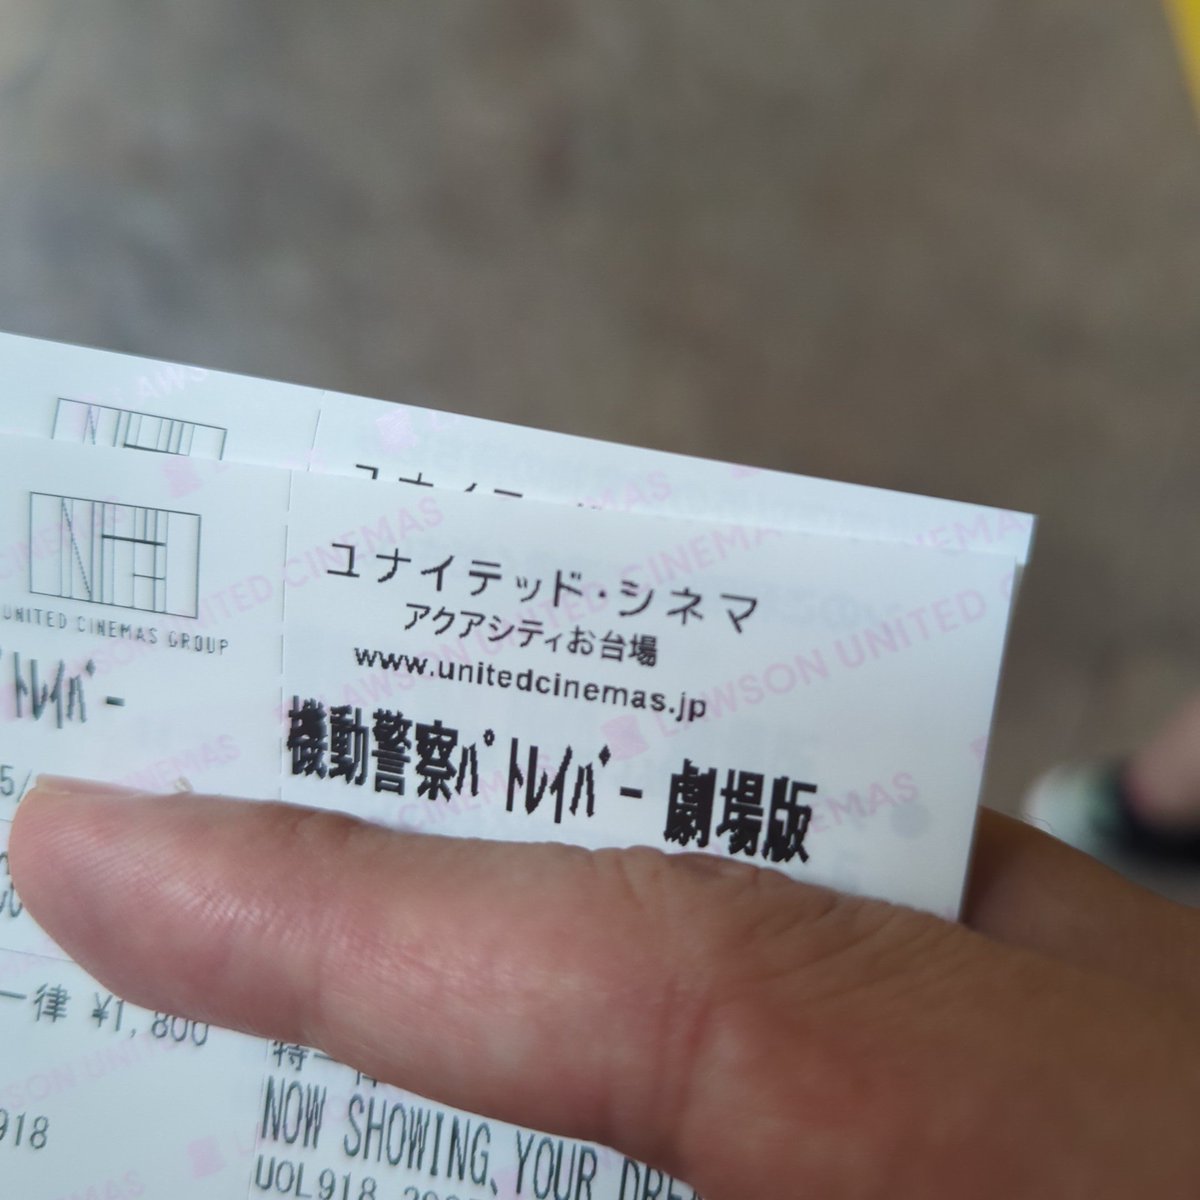 UNITED CINEMAS GROUP
ユナイテッド・シネマ
アクアシティお台場
www.unitedcinemas.jp
トレイバー
機動警察パトレイバー 劇場版
一律 ¥1,800
918
NOW SHOWING、YOUR
UOL918
LAWSON UNITED CINEMAS